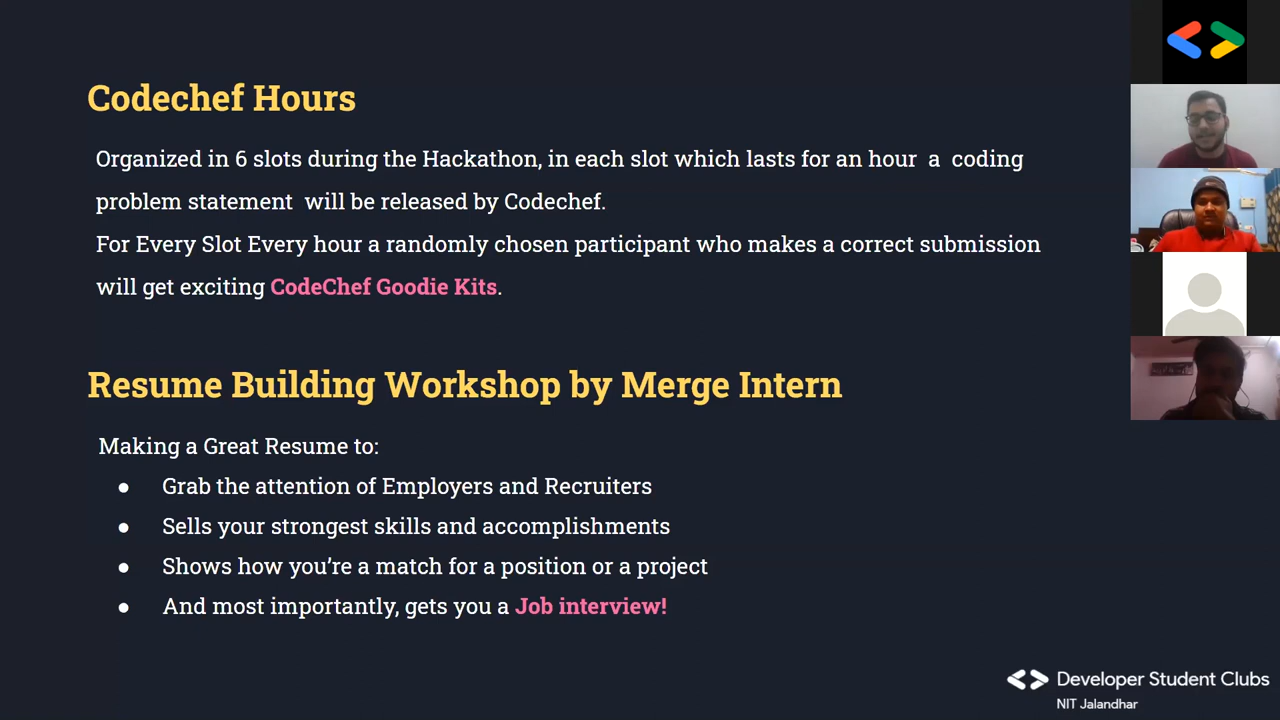 Codechef Hours
Organized in 6 slots during the Hackathon, in each slot which lasts for an hour a coding
problem statement will be released by Codechef.
For Every Slot Every hour a randomly chosen participant who makes a correct submission
will get exciting CodeChef Goodie Kits.
Resume Building Workshop by Merge Intern
Making a Great Resume to:
● Grab the attention of Employers and Recruiters
● Sells your strongest skills and accomplishments
● Shows how you’re a match for a position or a project
● And most importantly, gets you a Job interview!
Developer Student Clubs
NIT Jalandhar